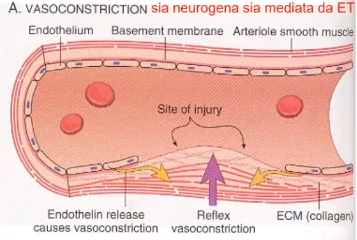 A. VASOCONSTRICTION sia neurogena sia mediata da ET
Endothelium Basement membrane Arteriole smooth muscle
Site of injury
Endothelin release
causes vasoconstriction
Reflex
vasoconstriction
ECM (collagen)